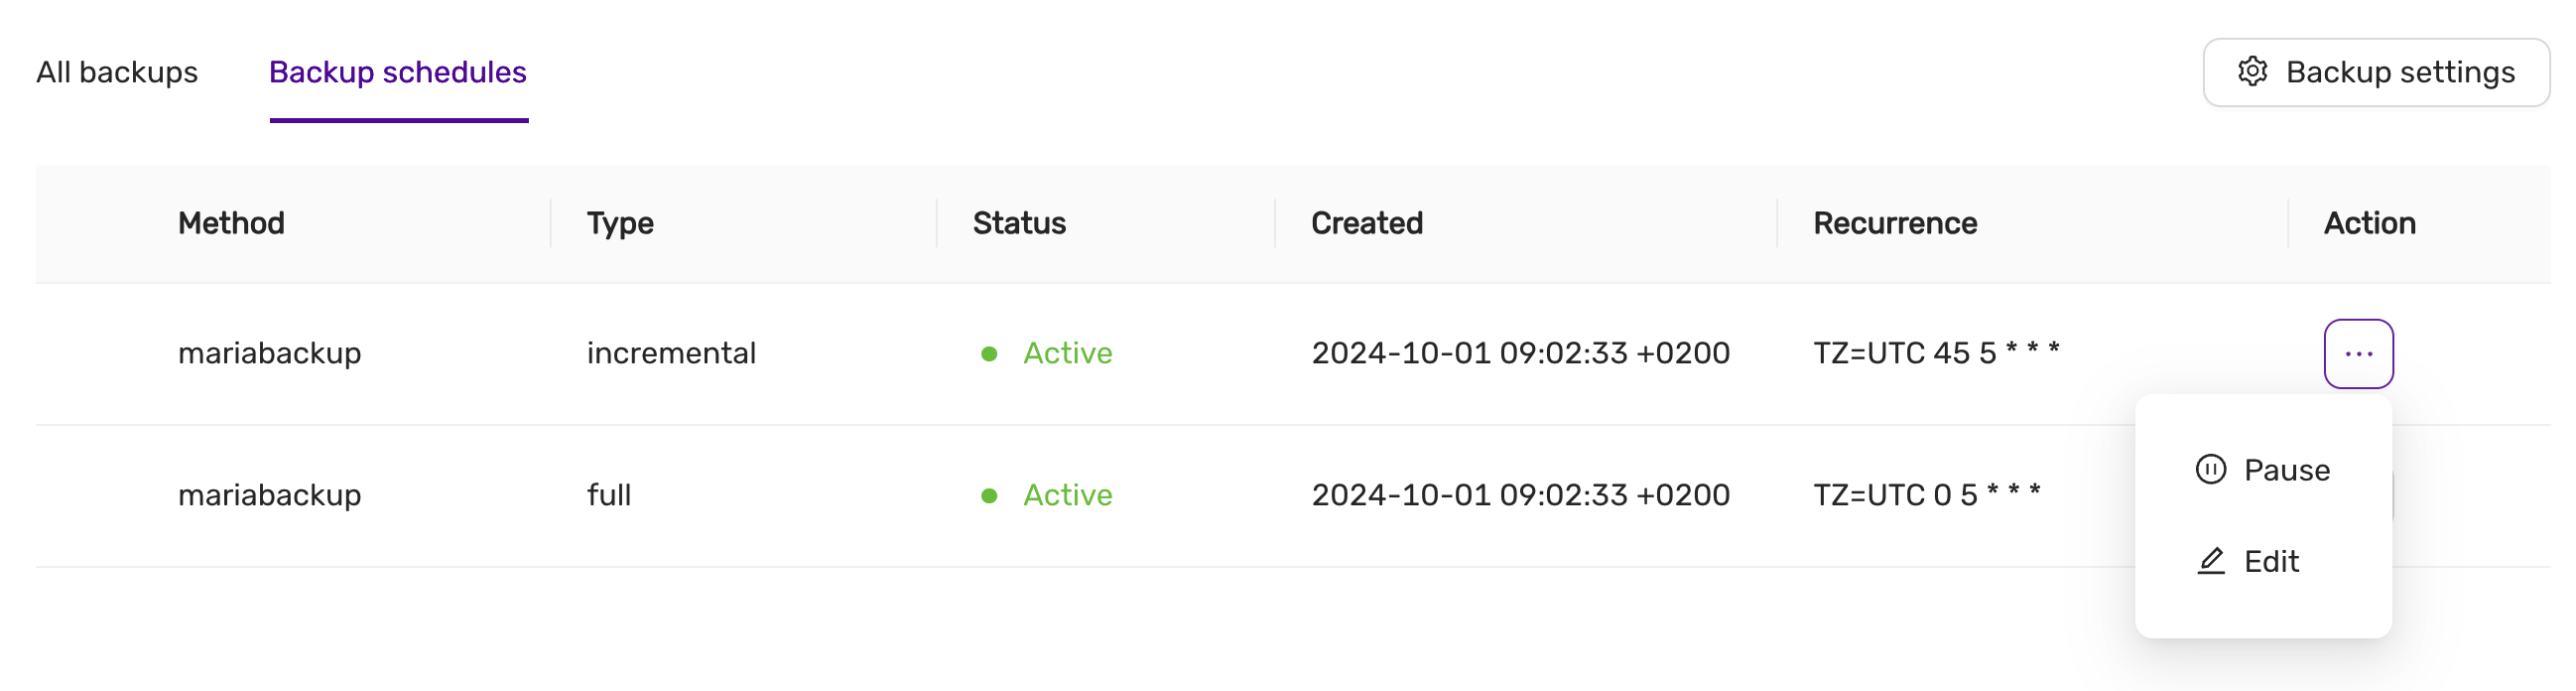 All backups Backup schedules Backup settings
Method Type Status Created Recurrence Action
mariabackup incremental Active 2024-10-01 09:02:33 +0200 TZ=UTC 45 5 * * * ...
mariabackup full Active 2024-10-01 09:02:33 +0200 TZ=UTC 0 5 * * *
Pause
Edit